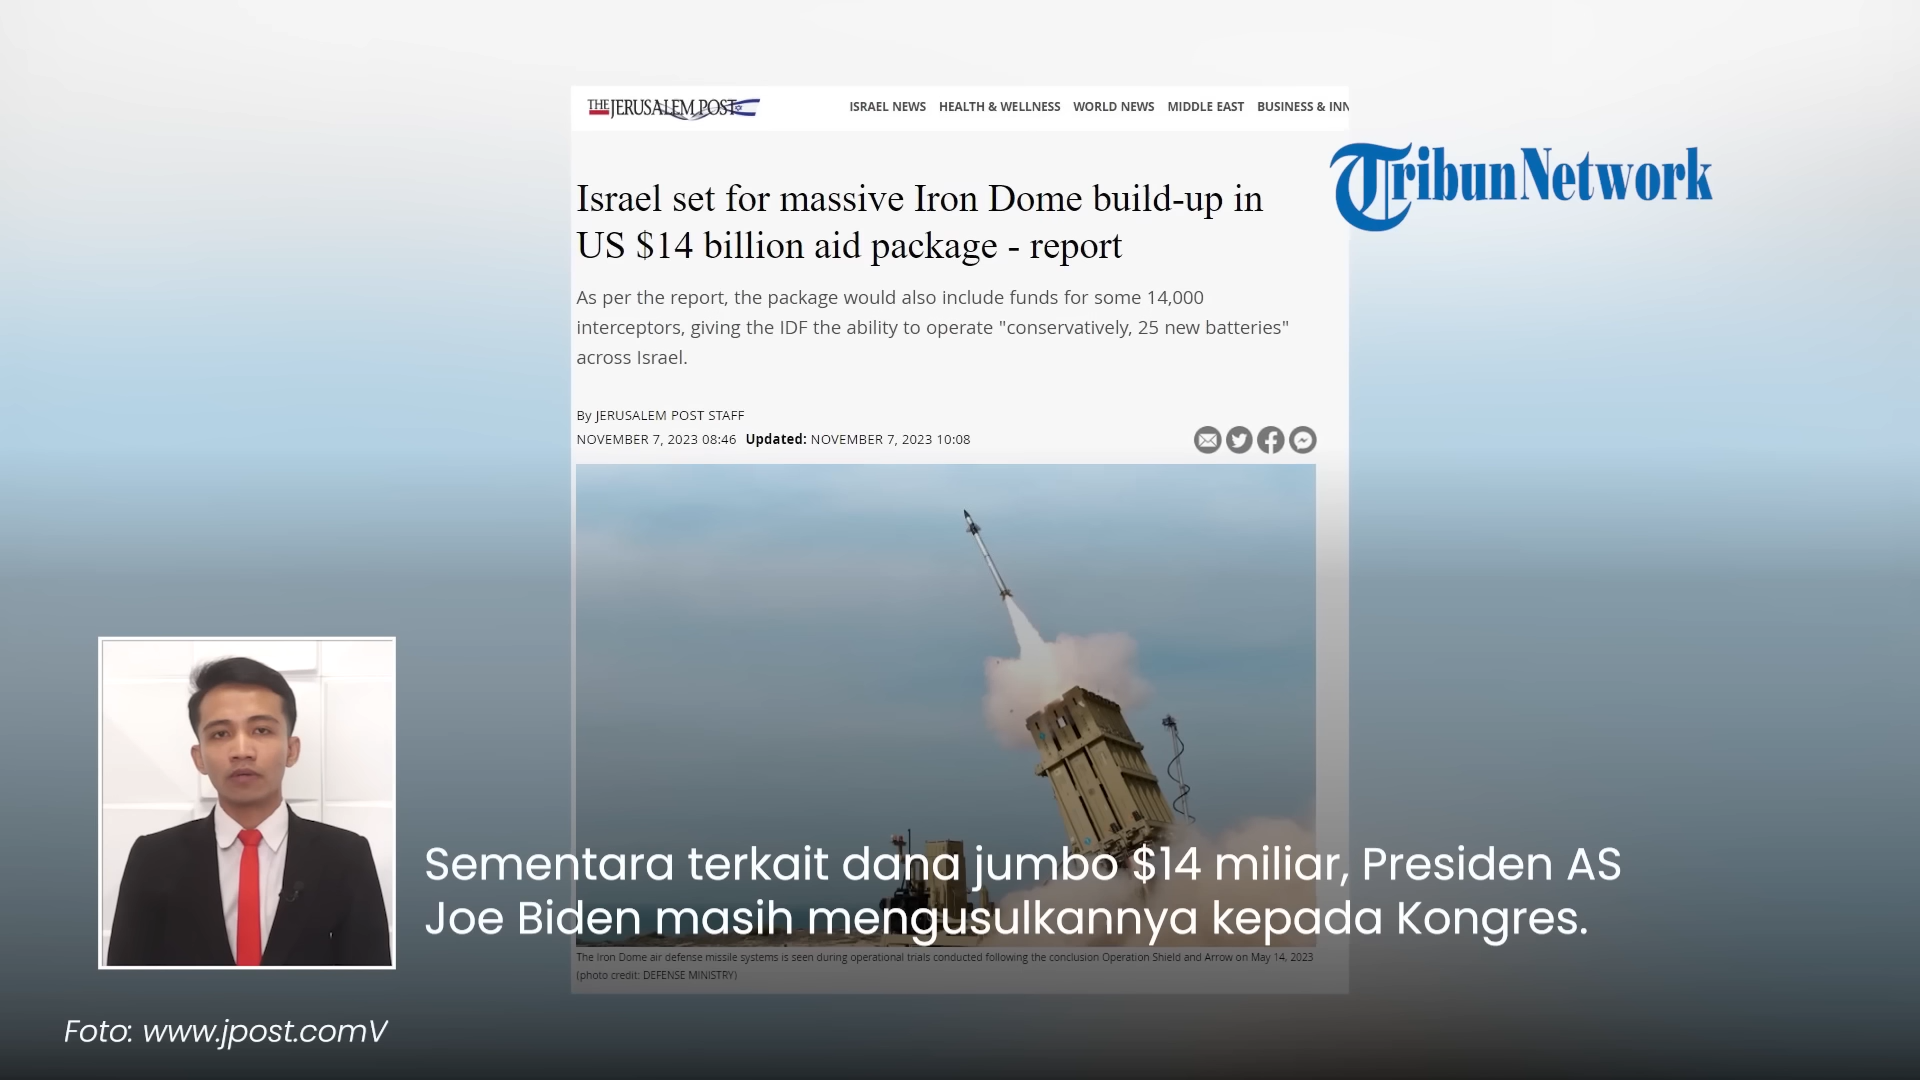 THE JERUSALEM POST
ISRAEL NEWS HEALTH & WELLNESS WORLD NEWS MIDDLE EAST BUSINESS & INN
Tribun Network
Israel set for massive Iron Dome build-up in
US $14 billion aid package - report
As per the report, the package would also include funds for some 14,000
interceptors, giving the IDF the ability to operate "conservatively, 25 new batteries"
across Israel.
By JERUSALEM POST STAFF
NOVEMBER 7, 2023 08:46 Updated: NOVEMBER 7, 2023 10:08
Sementara terkait dana jumbo $14 miliar, Presiden AS
Joe Biden masih mengusulkannya kepada Kongres.
The Iron Dome air defense missile systems is seen during operational trials conducted following the conclusion Operation Shield and Arrow on May 14, 2023
(photo credit: DEFENSE MINISTRY)
Foto: www.jpost.comV